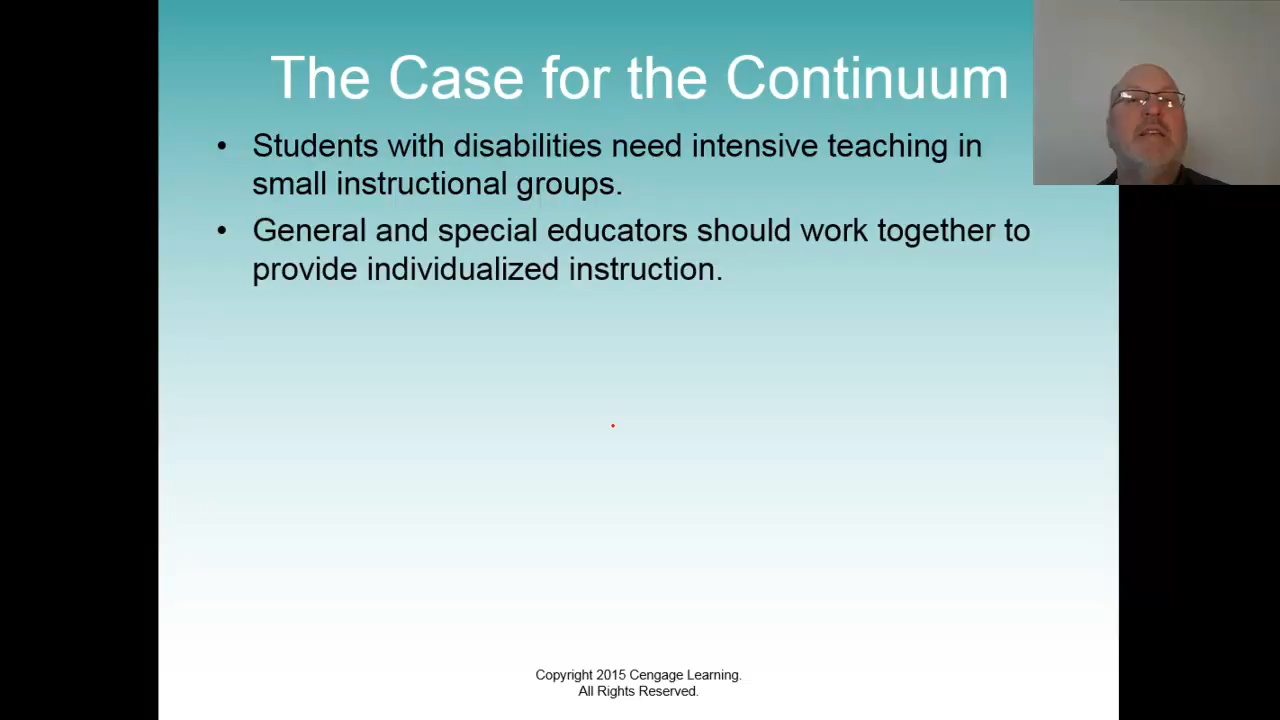 The Case for the Continuum
• Students with disabilities need intensive teaching in
small instructional groups.
• General and special educators should work together to
provide individualized instruction.
Copyright 2015 Cengage Learning.
All Rights Reserved.